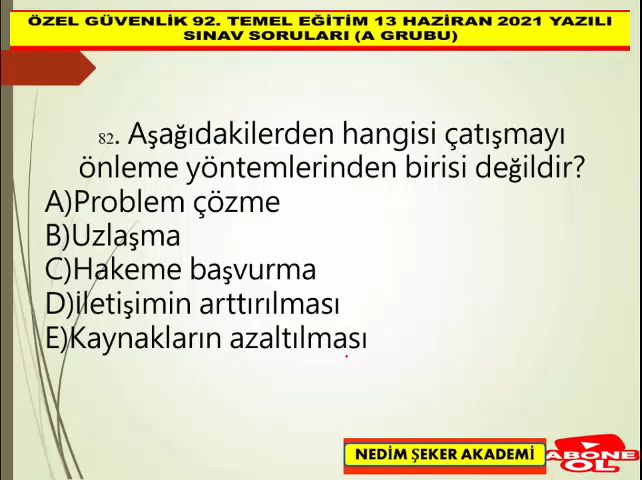 ÖZEL GÜVENLİK 92. TEMEL EĞİTİM 13 HAZİRAN 2021 YAZILI
SINAV SORULARI (A GRUBU)
82. Aşağıdakilerden hangisi çatışmayı
önleme yöntemlerinden birisi değildir?
A)Problem çözme
B)Uzlaşma
C)Hakeme başvurma
D)İletişimin arttırılması
E)Kaynakların azaltılması
NEDİM ŞEKER AKADEMİ
ABONE
OL